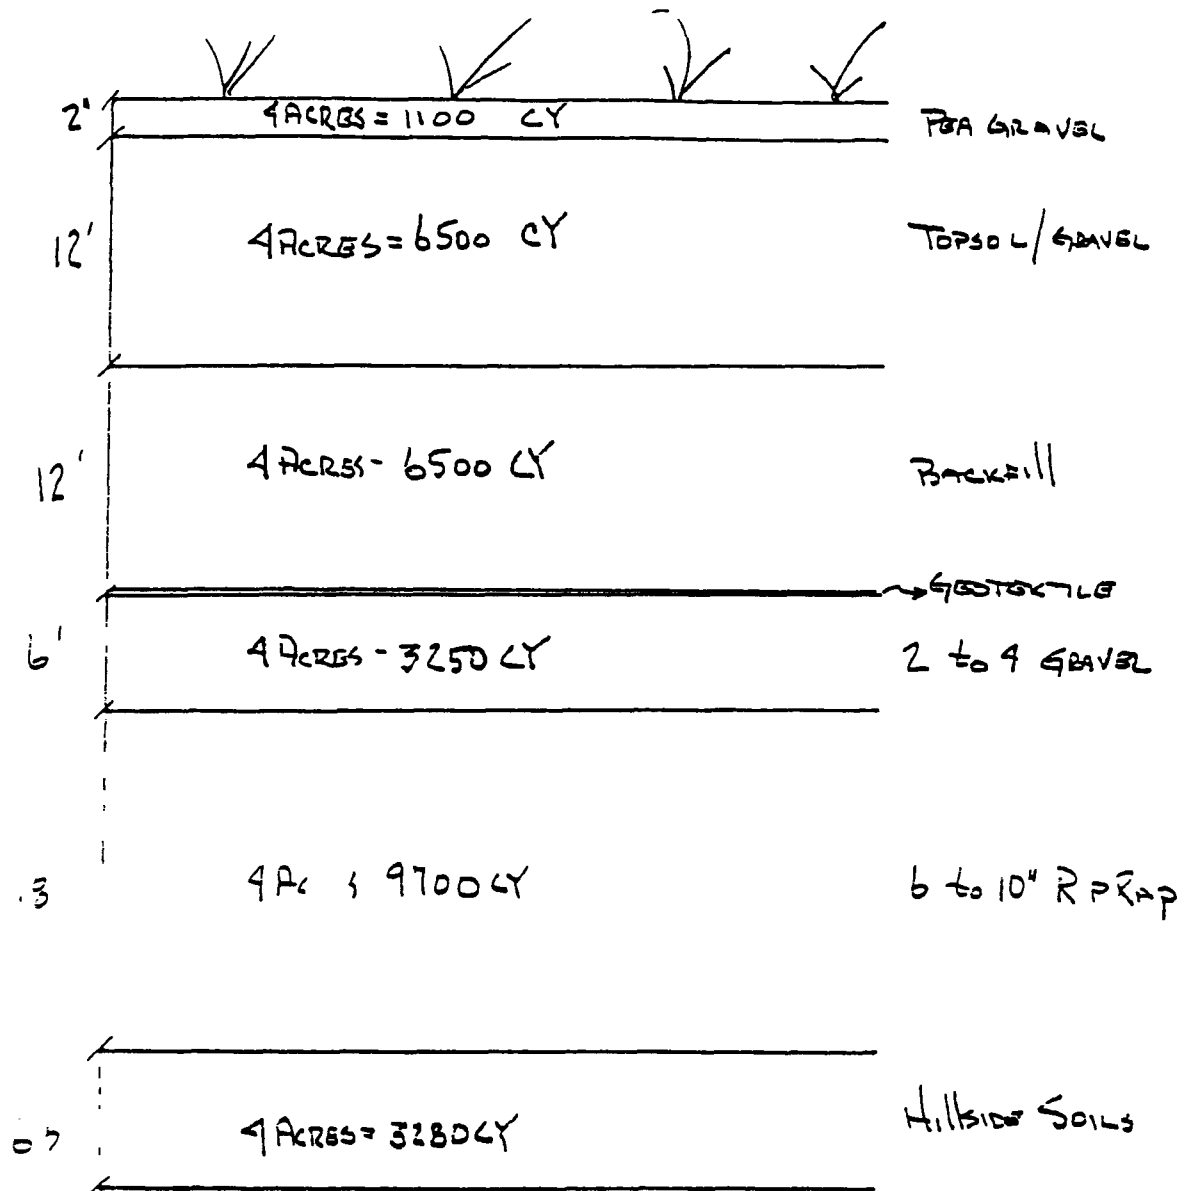 2' 4 ACRES = 1100 CY PEA GRAVEL
12' 4 ACRES = 6500 CY TOPSO L/GRAVEL
12' 4 ACRES - 6500 CY BACKFill
GEOTEXTILE
6' 4 ACRES - 3250 CY 2 to 4 GRAVEL
.3 4 Ac 9700 CY 6 to 10" R PRAP
4 ACRES = 3280 CY HillSIDE SOILS